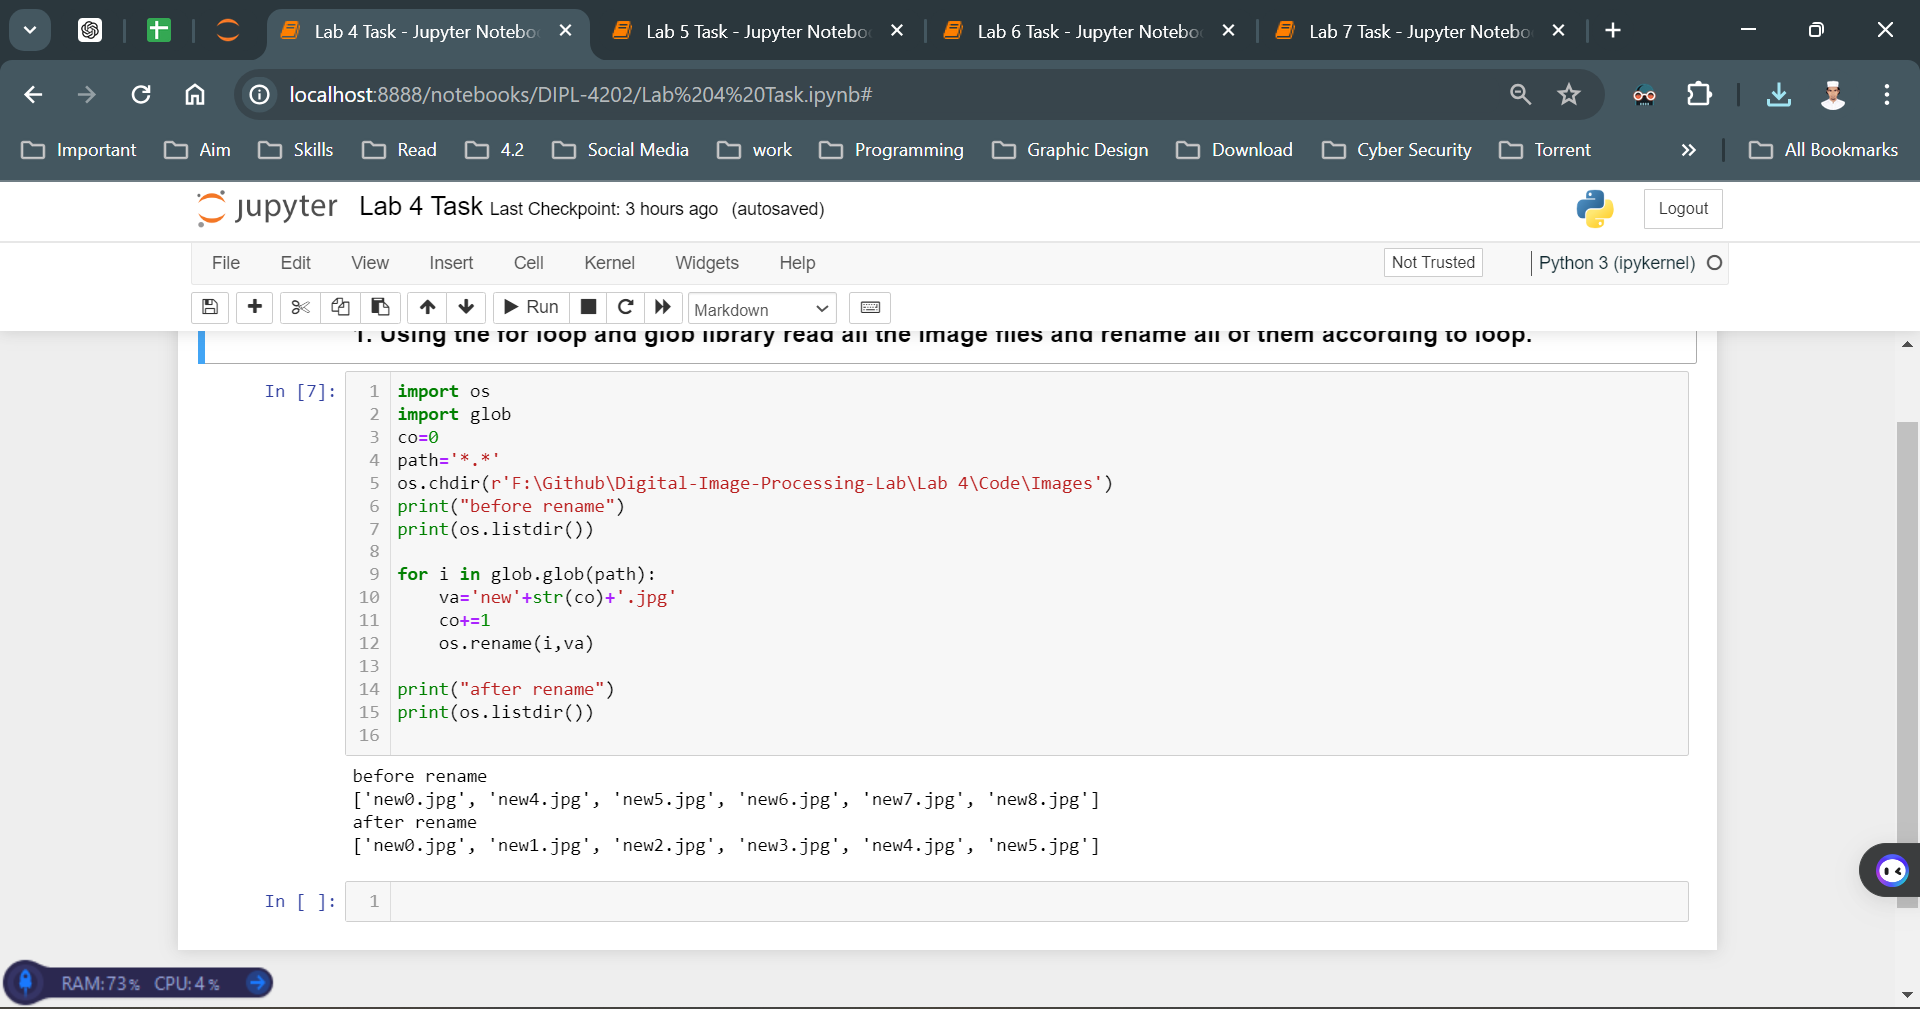 Lab 4 Task - Jupyter Notebo
Lab 5 Task - Jupyter Notebo
Lab 6 Task - Jupyter Notebo
Lab 7 Task - Jupyter Notebo
localhost:8888/notebooks/DIPL-4202/Lab%204%20Task.ipynb#
Important Aim Skills Read 4.2 Social Media work Programming Graphic Design Download Cyber Security Torrent » All Bookmarks
jupyter Lab 4 Task Last Checkpoint: 3 hours ago (autosaved) Logout
File Edit View Insert Cell Kernel Widgets Help Not Trusted Python 3 (ipykernel)
Run Markdown
1. Using the for loop and glob library read all the image files and rename all of them according to loop.
In [7]:
1 import os
2 import glob
3 co=0
4 path='*.*'
5 os.chdir(r'F:\Github\Digital-Image-Processing-Lab\Lab 4\Code\Images')
6 print("before rename")
7 print(os.listdir())
8
9 for i in glob.glob(path):
10     va='new'+str(co)+'.jpg'
11     co+=1
12     os.rename(i,va)
13
14 print("after rename")
15 print(os.listdir())
16
before rename
['new0.jpg', 'new4.jpg', 'new5.jpg', 'new6.jpg', 'new7.jpg', 'new8.jpg']
after rename
['new0.jpg', 'new1.jpg', 'new2.jpg', 'new3.jpg', 'new4.jpg', 'new5.jpg']
In [ ]: 1
RAM:73% CPU:4%